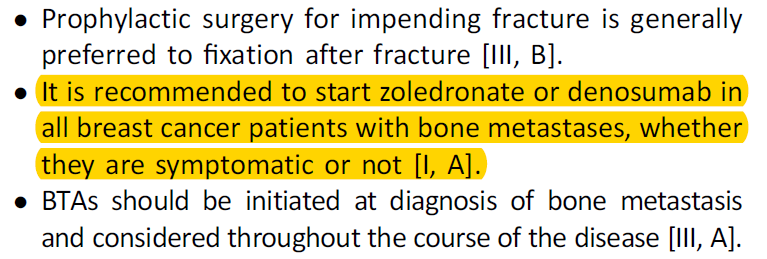 • Prophylactic surgery for impending fracture is generally
preferred to fixation after fracture [III, B].
• It is recommended to start zoledronate or denosumab in
all breast cancer patients with bone metastases, whether
they are symptomatic or not [I, A].
• BTAs should be initiated at diagnosis of bone metastasis
and considered throughout the course of the disease [III, A].